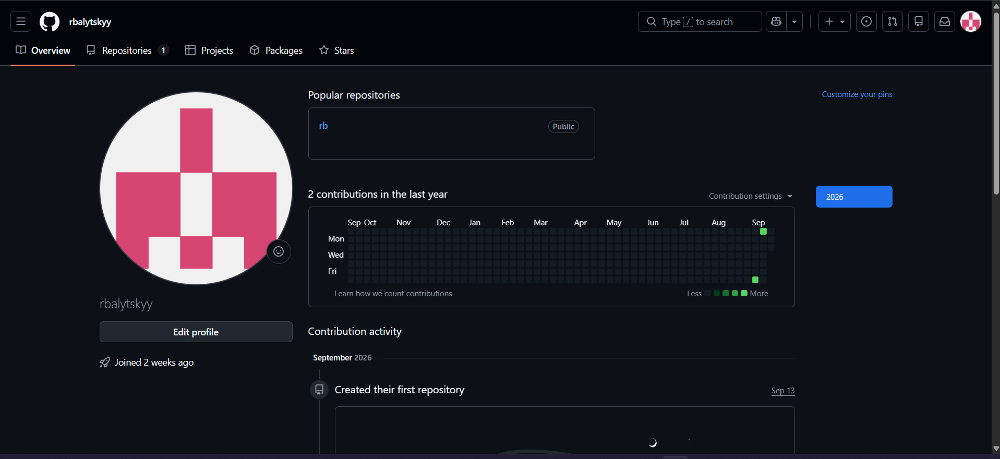 rbalytskyy
Type / to search
Overview
Repositories 1
Projects
Packages
Stars
Popular repositories
Customize your pins
rb
Public
2 contributions in the last year
Contribution settings
2026
Sep Oct Nov Dec Jan Feb Mar Apr May Jun Jul Aug Sep
Mon
Wed
Fri
Learn how we count contributions
Less More
rbalytskyy
Edit profile
Joined 2 weeks ago
Contribution activity
September 2026
Created their first repository
Sep 13